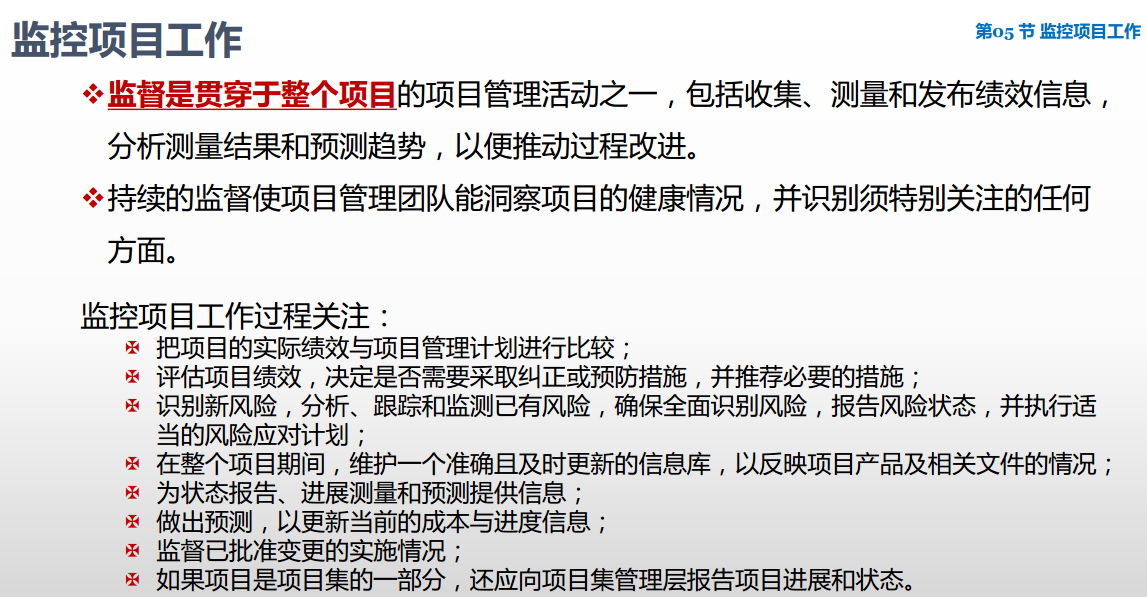 监控项目工作
第05 节 监控项目工作
❖监督是贯穿于整个项目的项目管理活动之一，包括收集、测量和发布绩效信息，
分析测量结果和预测趋势，以便推动过程改进。
❖持续的监督使项目管理团队能洞察项目的健康情况，并识别须特别关注的任何
方面。
监控项目工作过程关注：
✠ 把项目的实际绩效与项目管理计划进行比较；
✠ 评估项目绩效，决定是否需要采取纠正或预防措施，并推荐必要的措施；
✠ 识别新风险，分析、跟踪和监测已有风险，确保全面识别风险，报告风险状态，并执行适
当的风险应对计划；
✠ 在整个项目期间，维护一个准确且及时更新的信息库，以反映项目产品及相关文件的情况；
✠ 为状态报告、进展测量和预测提供信息；
✠ 做出预测，以更新当前的成本与进度信息；
✠ 监督已批准变更的实施情况；
✠ 如果项目是项目集的一部分，还应向项目集管理层报告项目进展和状态。